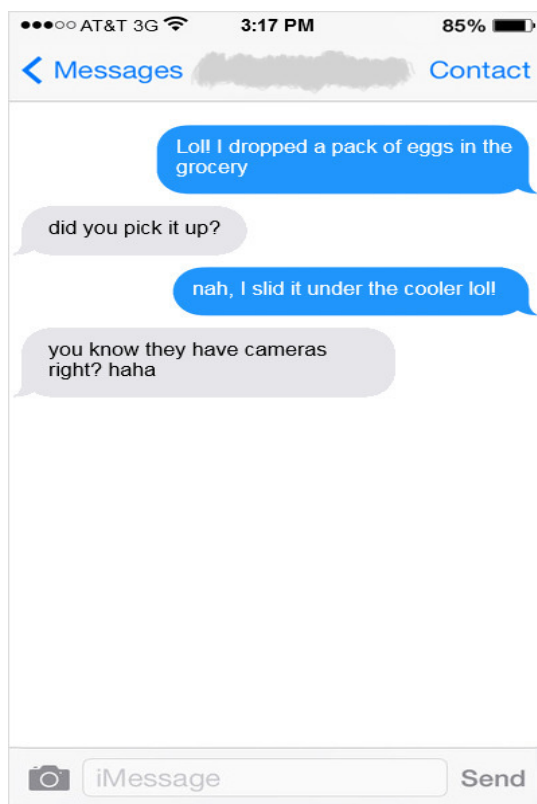 AT&T 3G 3:17 PM 85%
Messages Contact
Lol! I dropped a pack of eggs in the
grocery
did you pick it up?
nah, I slid it under the cooler lol!
you know they have cameras
right? haha
iMessage Send